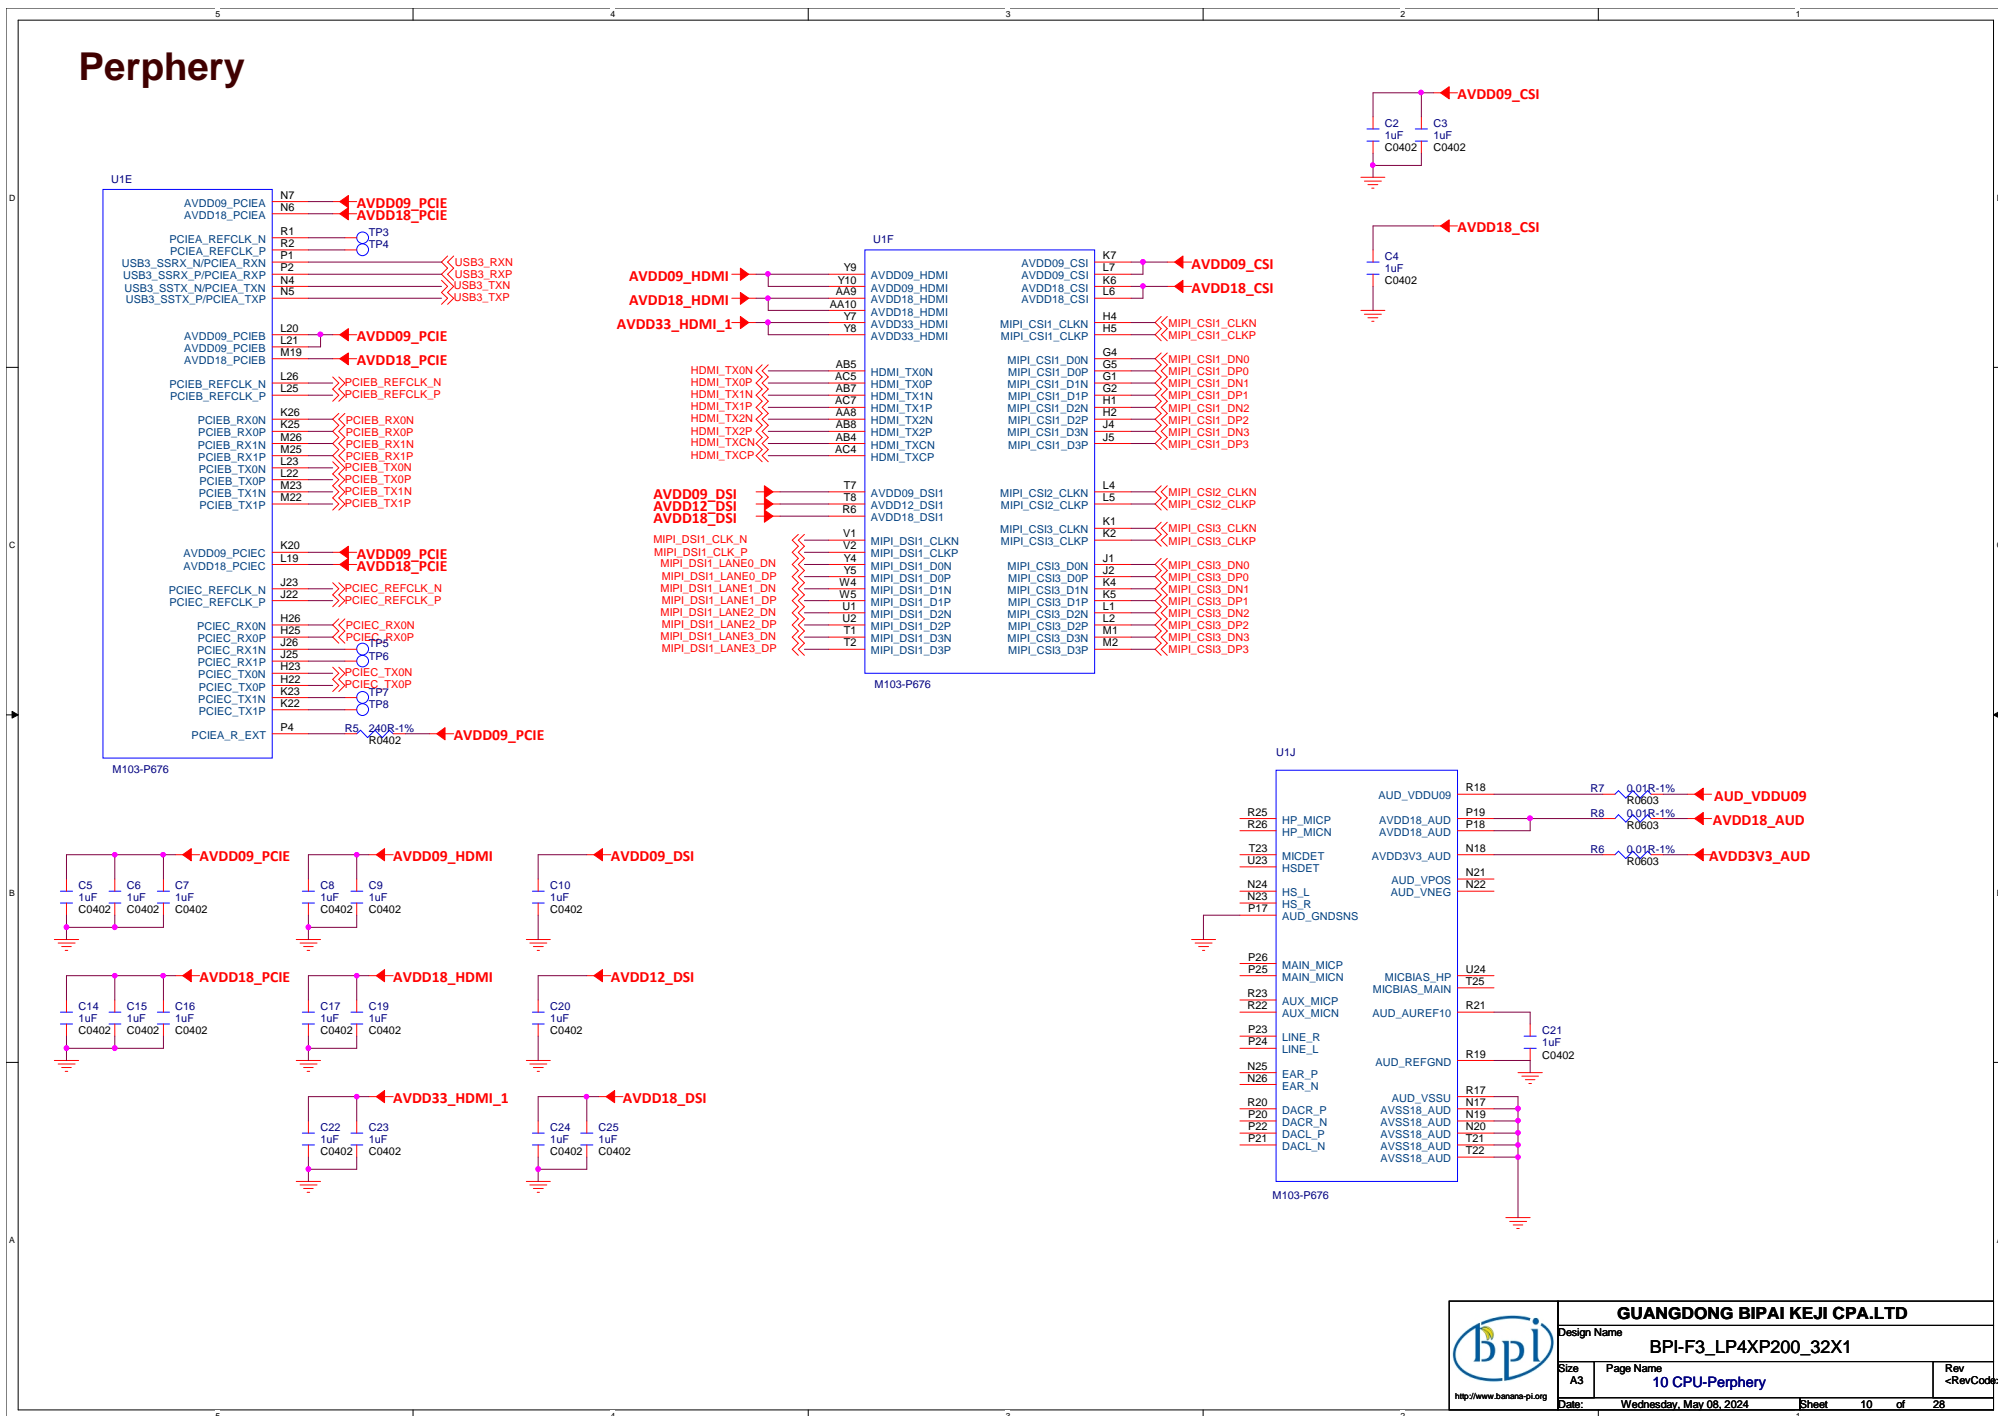 5 4 3 2 1
Perphery
D
C
B
A
U1E
AVDD09_PCIEA N7 AVDD09_PCIE
AVDD18_PCIEA N6 AVDD18_PCIE
PCIEA_REFCLK_N R1 TP3
PCIEA_REFCLK_P R2 TP4
USB3_SSRX_N/PCIEA_RXN P1 USB3_RXN
USB3_SSRX_P/PCIEA_RXP P2 USB3_RXP
USB3_SSTX_N/PCIEA_TXN N4 USB3_TXN
USB3_SSTX_P/PCIEA_TXP N5 USB3_TXP
AVDD09_PCIEB L20 AVDD09_PCIE
AVDD09_PCIEB L21
AVDD18_PCIEB M19 AVDD18_PCIE
PCIEB_REFCLK_N L26 PCIEB_REFCLK_N
PCIEB_REFCLK_P L25 PCIEB_REFCLK_P
PCIEB_RX0N K26 PCIEB_RX0N
PCIEB_RX0P K25 PCIEB_RX0P
PCIEB_RX1N M26 PCIEB_RX1N
PCIEB_RX1P M25 PCIEB_RX1P
PCIEB_TX0N L23 PCIEB_TX0N
PCIEB_TX0P L22 PCIEB_TX0P
PCIEB_TX1N M23 PCIEB_TX1N
PCIEB_TX1P M22 PCIEB_TX1P
AVDD09_PCIEC K20 AVDD09_PCIE
AVDD18_PCIEC L19 AVDD18_PCIE
PCIEC_REFCLK_N J23 PCIEC_REFCLK_N
PCIEC_REFCLK_P J22 PCIEC_REFCLK_P
PCIEC_RX0N H26 PCIEC_RX0N
PCIEC_RX0P H25 PCIEC_RX0P
PCIEC_RX1N J26 TP5
PCIEC_RX1P J25 TP6
PCIEC_TX0N H23 PCIEC_TX0N
PCIEC_TX0P H22 PCIEC_TX0P
PCIEC_TX1N K23 TP7
PCIEC_TX1P K22 TP8
PCIEA_R_EXT P4 R5 240R-1% R0402 AVDD09_PCIE
M103-P676
U1F
AVDD09_HDMI Y9 AVDD09_HDMI
Y10 AVDD09_HDMI
AVDD18_HDMI AA9 AVDD18_HDMI
AA10 AVDD18_HDMI
AVDD33_HDMI_1 Y7 AVDD33_HDMI
Y8 AVDD33_HDMI
HDMI_TX0N AB5 HDMI_TX0N
HDMI_TX0P AC5 HDMI_TX0P
HDMI_TX1N AB7 HDMI_TX1N
HDMI_TX1P AC7 HDMI_TX1P
HDMI_TX2N AA8 HDMI_TX2N
HDMI_TX2P AB8 HDMI_TX2P
HDMI_TXCN AB4 HDMI_TXCN
HDMI_TXCP AC4 HDMI_TXCP
AVDD09_DSI T7 AVDD09_DSI1
AVDD12_DSI T8 AVDD12_DSI1
AVDD18_DSI R6 AVDD18_DSI1
MIPI_DSI1_CLK_N V1 MIPI_DSI1_CLKN
MIPI_DSI1_CLK_P V2 MIPI_DSI1_CLKP
MIPI_DSI1_LANE0_DN Y4 MIPI_DSI1_D0N
MIPI_DSI1_LANE0_DP Y5 MIPI_DSI1_D0P
MIPI_DSI1_LANE1_DN W4 MIPI_DSI1_D1N
MIPI_DSI1_LANE1_DP W5 MIPI_DSI1_D1P
MIPI_DSI1_LANE2_DN U1 MIPI_DSI1_D2N
MIPI_DSI1_LANE2_DP U2 MIPI_DSI1_D2P
MIPI_DSI1_LANE3_DN T1 MIPI_DSI1_D3N
MIPI_DSI1_LANE3_DP T2 MIPI_DSI1_D3P
AVDD09_CSI K7 AVDD09_CSI
AVDD09_CSI L7
AVDD18_CSI K6 AVDD18_CSI
AVDD18_CSI L6
MIPI_CSI1_CLKN H4 MIPI_CSI1_CLKN
MIPI_CSI1_CLKP H5 MIPI_CSI1_CLKP
MIPI_CSI1_D0N G4 MIPI_CSI1_DN0
MIPI_CSI1_D0P G5 MIPI_CSI1_DP0
MIPI_CSI1_D1N G1 MIPI_CSI1_DN1
MIPI_CSI1_D1P G2 MIPI_CSI1_DP1
MIPI_CSI1_D2N H1 MIPI_CSI1_DN2
MIPI_CSI1_D2P H2 MIPI_CSI1_DP2
MIPI_CSI1_D3N J4 MIPI_CSI1_DN3
MIPI_CSI1_D3P J5 MIPI_CSI1_DP3
MIPI_CSI2_CLKN L4 MIPI_CSI2_CLKN
MIPI_CSI2_CLKP L5 MIPI_CSI2_CLKP
MIPI_CSI3_CLKN K1 MIPI_CSI3_CLKN
MIPI_CSI3_CLKP K2 MIPI_CSI3_CLKP
MIPI_CSI3_D0N J1 MIPI_CSI3_DN0
MIPI_CSI3_D0P J2 MIPI_CSI3_DP0
MIPI_CSI3_D1N K4 MIPI_CSI3_DN1
MIPI_CSI3_D1P K5 MIPI_CSI3_DP1
MIPI_CSI3_D2N L1 MIPI_CSI3_DN2
MIPI_CSI3_D2P L2 MIPI_CSI3_DP2
MIPI_CSI3_D3N M1 MIPI_CSI3_DN3
MIPI_CSI3_D3P M2 MIPI_CSI3_DP3
M103-P676
AVDD09_CSI
C2 C3
1uF 1uF
C0402 C0402
AVDD18_CSI
C4
1uF
C0402
AVDD09_PCIE
C5 C6 C7
1uF 1uF 1uF
C0402 C0402 C0402
AVDD09_HDMI
C8 C9
1uF 1uF
C0402 C0402
AVDD09_DSI
C10
1uF
C0402
AVDD18_PCIE
C14 C15 C16
1uF 1uF 1uF
C0402 C0402 C0402
AVDD18_HDMI
C17 C19
1uF 1uF
C0402 C0402
AVDD12_DSI
C20
1uF
C0402
AVDD33_HDMI_1
C22 C23
1uF 1uF
C0402 C0402
AVDD18_DSI
C24 C25
1uF 1uF
C0402 C0402
U1J
R25 HP_MICP
R26 HP_MICN
T23 MICDET
U23 HSDET
N24 HS_L
N23 HS_R
P17 AUD_GNDSNS
P26 MAIN_MICP
P25 MAIN_MICN
R23 AUX_MICP
R22 AUX_MICN
P23 LINE_R
P24 LINE_L
N25 EAR_P
N26 EAR_N
R20 DACR_P
P20 DACR_N
P22 DACL_P
P21 DACL_N
AUD_VDDU09 R18 R7 0.01R-1% R0603 AUD_VDDU09
AVDD18_AUD P19 R8 0.01R-1% R0603 AVDD18_AUD
AVDD18_AUD P18
AVDD3V3_AUD N18 R6 0.01R-1% R0603 AVDD3V3_AUD
AUD_VPOS N21
AUD_VNEG N22
MICBIAS_HP U24
MICBIAS_MAIN T25
AUD_AUREF10 R21
C21
1uF
C0402
AUD_REFGND R19
AUD_VSSU R17
AVSS18_AUD N17
AVSS18_AUD N19
AVSS18_AUD N20
AVSS18_AUD T21
AVSS18_AUD T22
M103-P676
bpi
http://www.banana-pi.org
GUANGDONG BIPAI KEJI CPA.LTD
Design Name
BPI-F3_LP4XP200_32X1
Size Page Name Rev
A3 10 CPU-Perphery <RevCode>
Date: Wednesday, May 08, 2024 Sheet 10 of 28
5 4 3 2 1